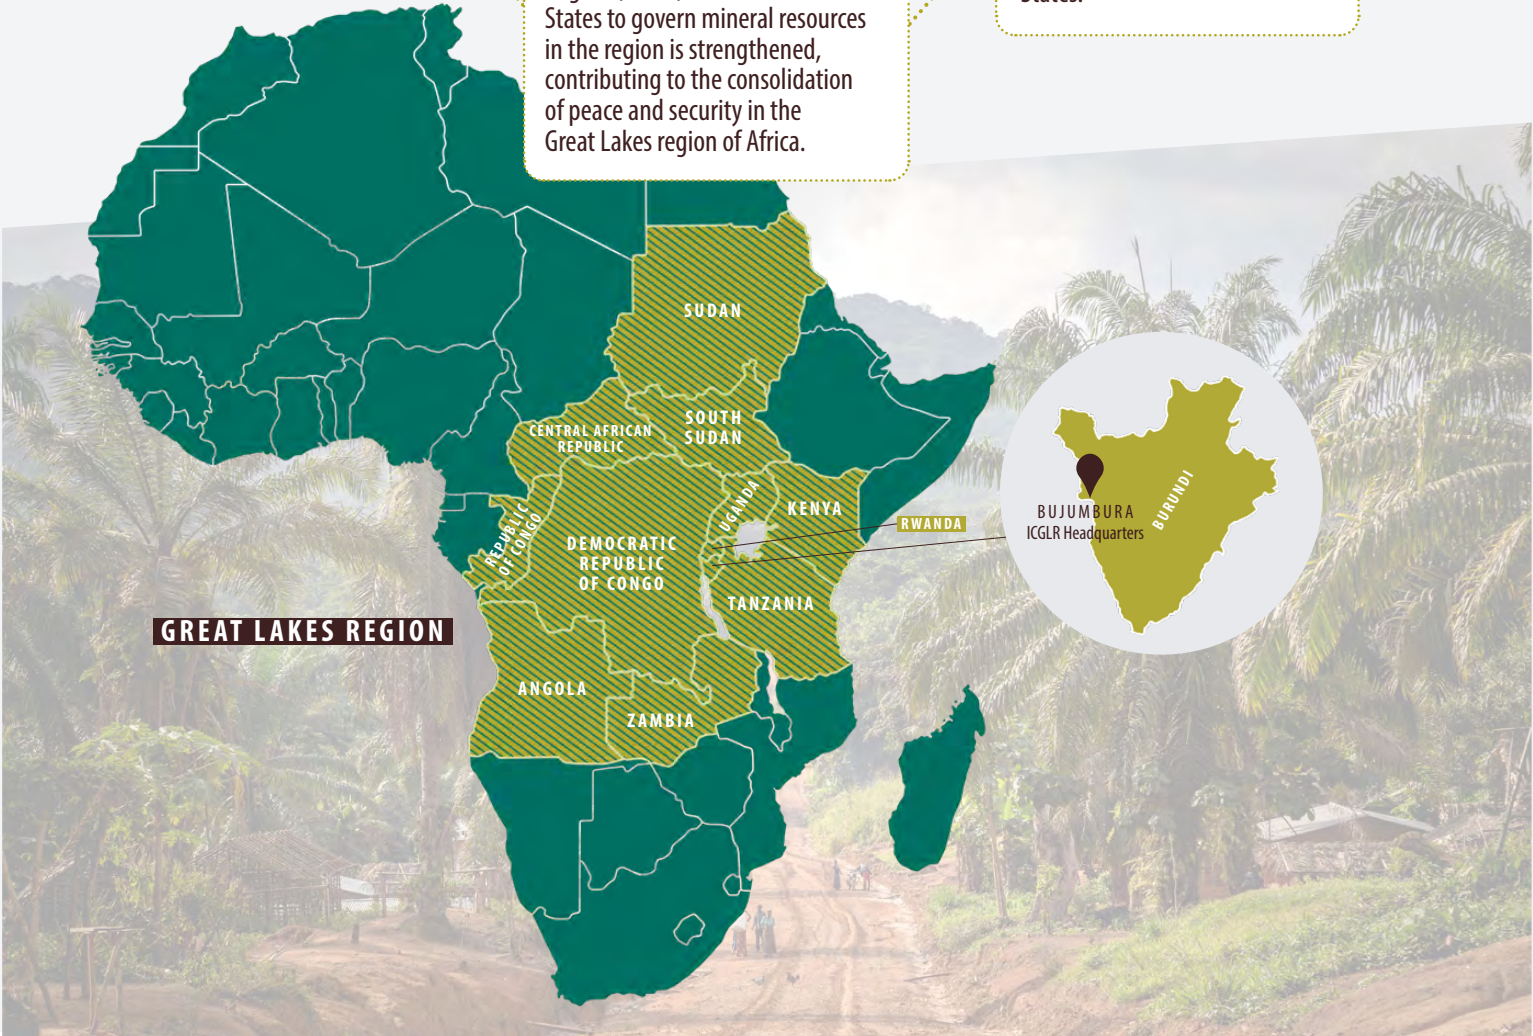 States to govern mineral resources
in the region is strengthened,
contributing to the consolidation
of peace and security in the
Great Lakes region of Africa.
States.
SUDAN
SOUTH
SUDAN
CENTRAL AFRICAN
REPUBLIC
UGANDA
KENYA
RWANDA
REPUBLIC
OF CONGO
DEMOCRATIC
REPUBLIC
OF CONGO
TANZANIA
BUJUMBURA
ICGLR Headquarters
BURUNDI
GREAT LAKES REGION
ANGOLA
ZAMBIA